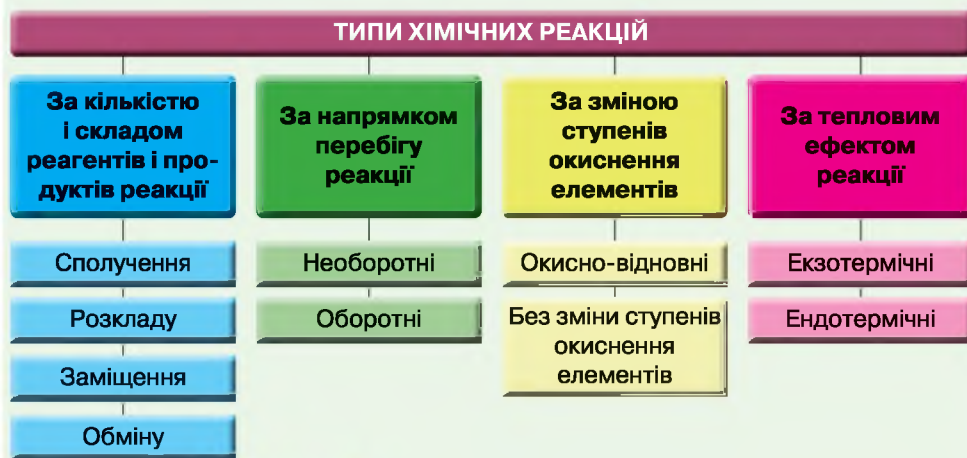 ТИПИ ХІМІЧНИХ РЕАКЦІЙ
За кількістю
і складом
реагентів і про-
дуктів реакції
Сполучення
Розкладу
Заміщення
Обміну
За напрямком
перебігу
реакції
Необоротні
Оборотні
За зміною
ступенів
окиснення
елементів
Окисно-відновні
Без зміни ступенів
окиснення
елементів
За тепловим
ефектом
реакції
Екзотермічні
Ендотермічні